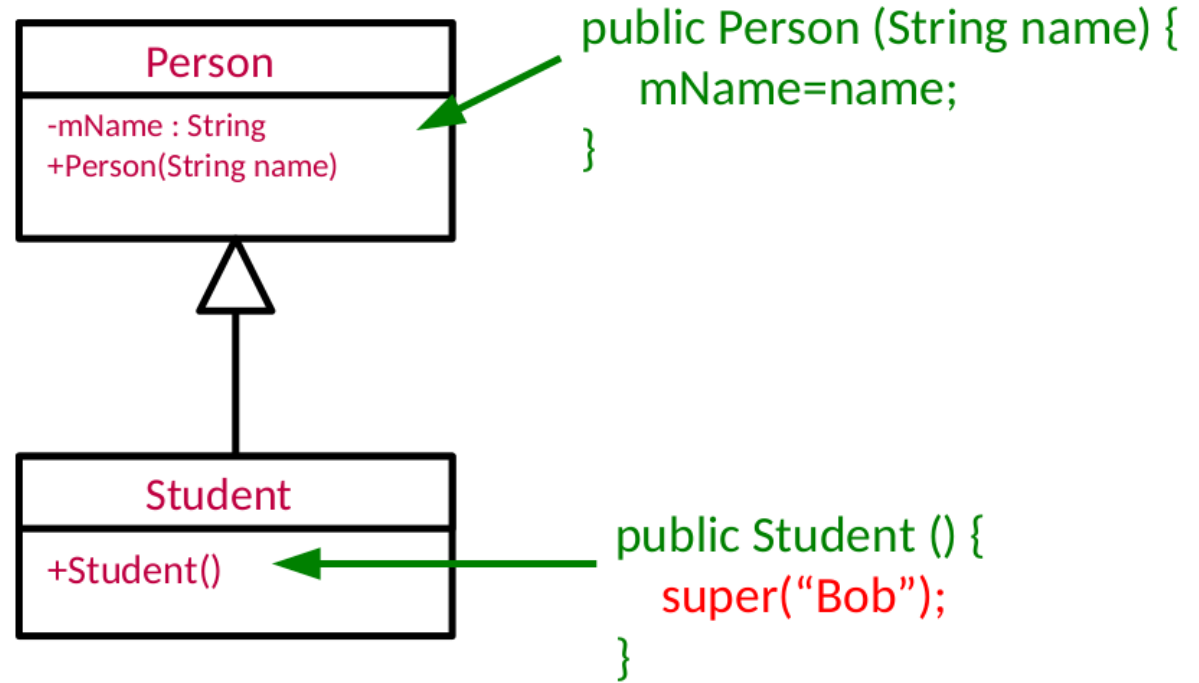 Person
-mName : String
+Person(String name)
public Person (String name) {
mName=name;
}
Student
+Student()
public Student () {
super(“Bob”);
}